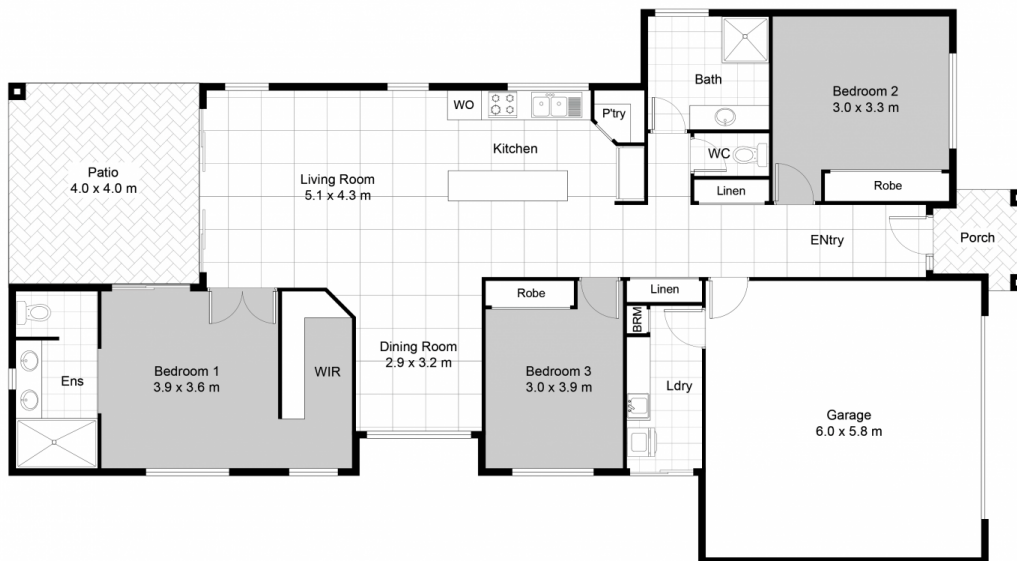 Bath
Bedroom 2
3.0 x 3.3 m
WO
P'try
Kitchen
WC
Patio
4.0 x 4.0 m
Living Room
5.1 x 4.3 m
Linen
Robe
ENtry
Porch
Robe
Linen
BRM
Dining Room
2.9 x 3.2 m
Bedroom 1
3.9 x 3.6 m
WIR
Ens
Bedroom 3
3.0 x 3.9 m
Ldry
Garage
6.0 x 5.8 m